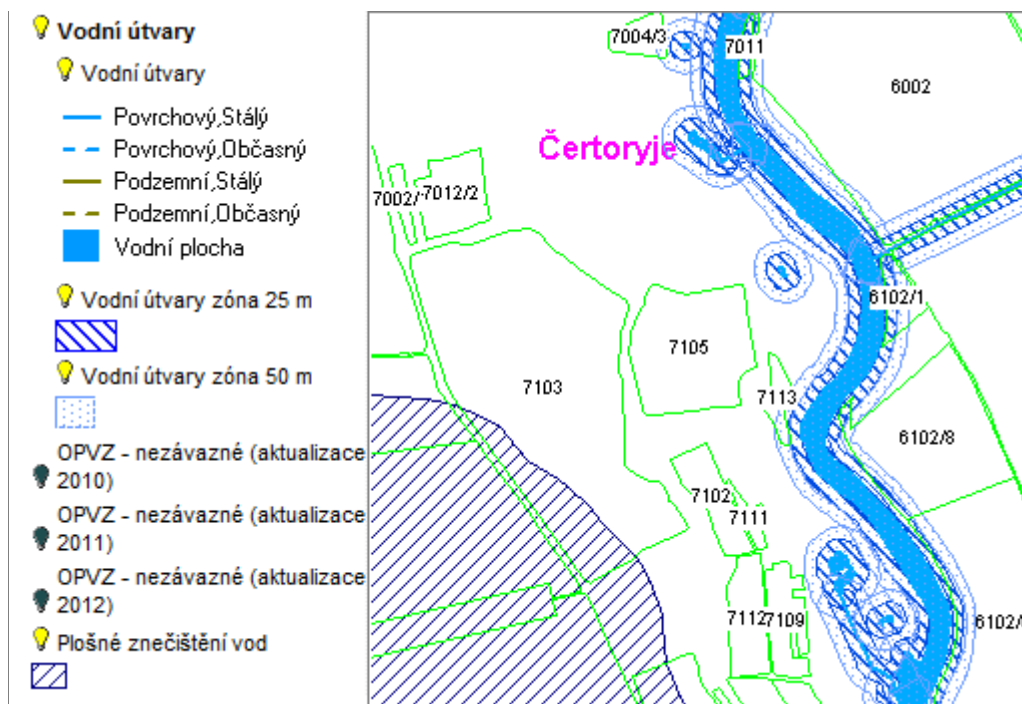 Vodní útvary
Vodní útvary
Povrchový,Stálý
Povrchový,Občasný
Podzemní,Stálý
Podzemní,Občasný
Vodní plocha
Vodní útvary zóna 25 m
Vodní útvary zóna 50 m
OPVZ - nezávazné (aktualizace
2010)
OPVZ - nezávazné (aktualizace
2011)
OPVZ - nezávazné (aktualizace
2012)
Plošné znečištění vod
7004/3
7011
6002
Čertoryje
7002/
7012/2
6102/1
7105
7103
7113
6102/8
7102
7111
7112
7109
6102/